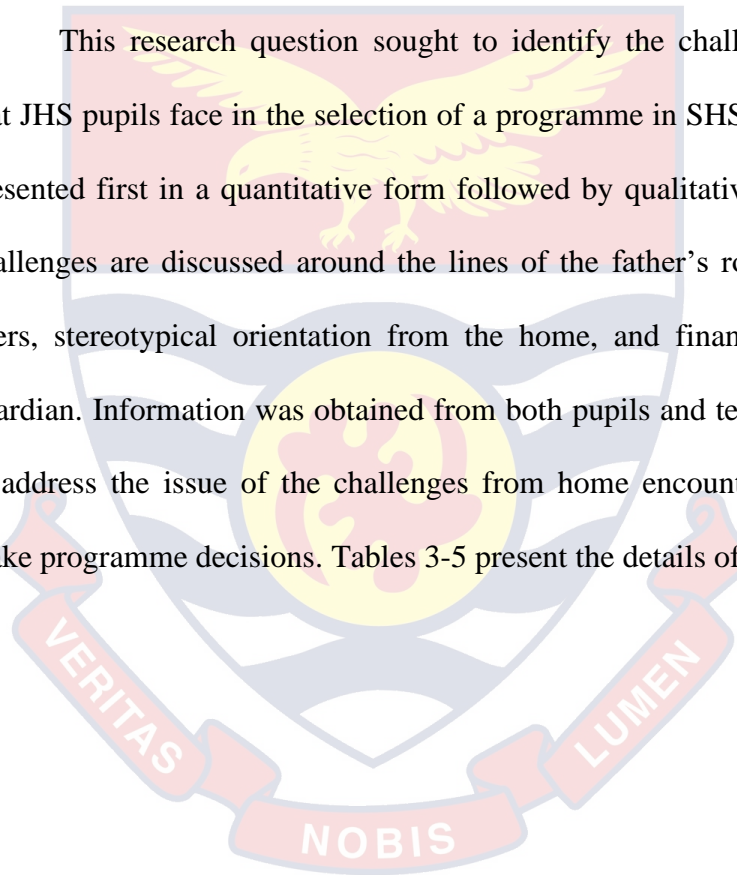 This research question sought to identify the chall
at JHS pupils face in the selection of a programme in SHS
esented first in a quantitative form followed by qualitativ
allenges are discussed around the lines of the father’s ro
ers, stereotypical orientation from the home, and finan
ardian. Information was obtained from both pupils and te
address the issue of the challenges from home encount
ake programme decisions. Tables 3-5 present the details of
VERITAS
NOBIS
LUMEN